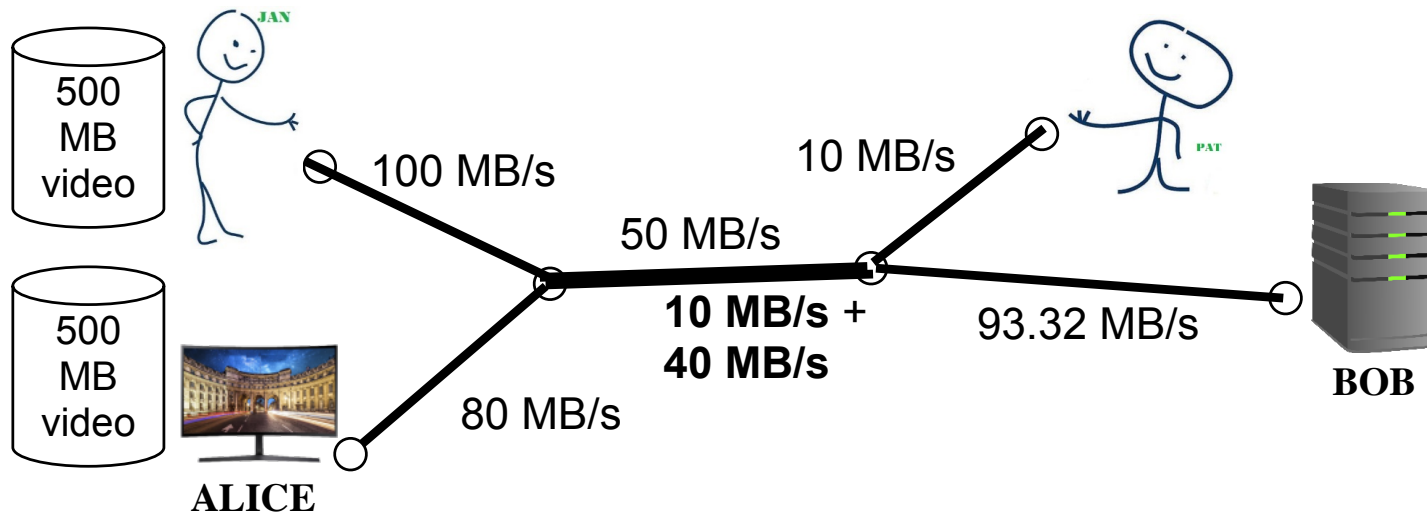 JAN
500
MB
video
100 MB/s
10 MB/s
PAT
50 MB/s
10 MB/s +
40 MB/s
93.32 MB/s
BOB
500
MB
video
80 MB/s
ALICE